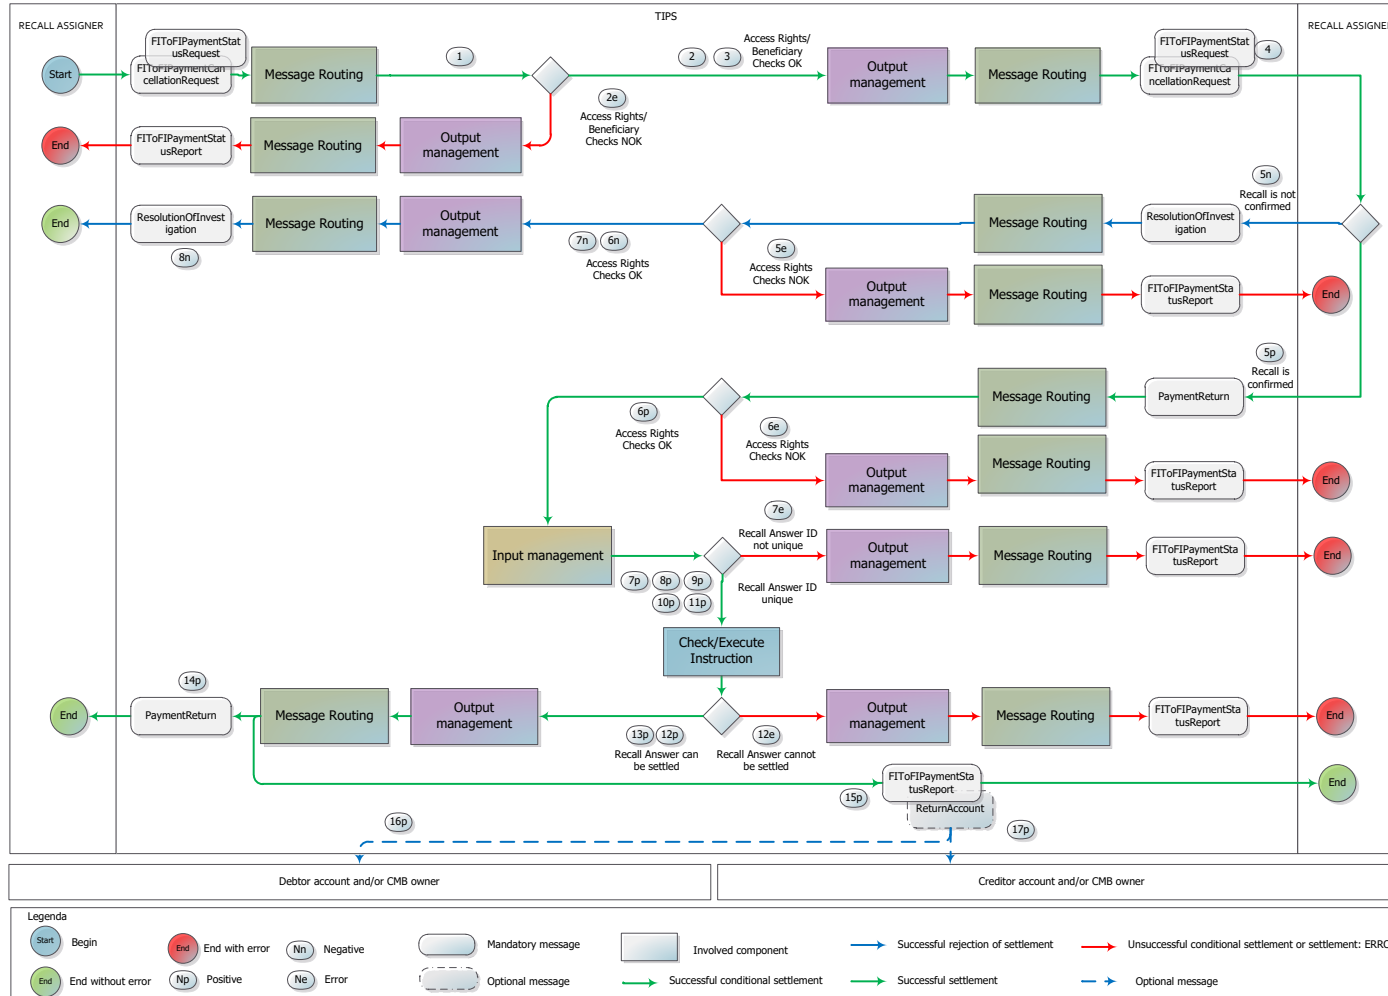 RECALL ASSIGNER
TIPS
RECALL ASSIGNE
Start
FIToFIPaymentStat
usRequest
FIToFIPaymentCan
cellationRequest
Message Routing
1
2
3
Access Rights/
Beneficiary
Checks OK
Output
management
Message Routing
FIToFIPaymentStat
usRequest
FIToFIPaymentCa
ncellationRequest
4
2e
Access Rights/
Beneficiary
Checks NOK
End
FIToFIPaymentStat
usReport
Message Routing
Output
management
5n
Recall is not
confirmed
End
ResolutionOfInvest
igation
8n
Message Routing
Output
management
7n
6n
Access Rights
Checks OK
Message Routing
ResolutionOfInvest
igation
5e
Access Rights
Checks NOK
Output
management
Message Routing
FIToFIPaymentSta
tusReport
End
5p
Recall is
confirmed
Message Routing
PaymentReturn
6p
Access Rights
Checks OK
6e
Access Rights
Checks NOK
Output
management
Message Routing
FIToFIPaymentSta
tusReport
End
7e
Recall Answer ID
not unique
Input management
Output
management
Message Routing
FIToFIPaymentSta
tusReport
End
7p
8p
9p
10p
11p
Recall Answer ID
unique
Check/Execute
Instruction
14p
End
PaymentReturn
Message Routing
Output
management
13p
12p
Recall Answer can
be settled
12e
Recall Answer cannot
be settled
Output
management
Message Routing
FIToFIPaymentSta
tusReport
End
FIToFIPaymentSta
tusReport
End
15p
ReturnAccount
16p
17p
Debtor account and/or CMB owner
Creditor account and/or CMB owner
Legenda
Start
Begin
End
End with error
Nn
Negative
Mandatory message
Involved component
Successful rejection of settlement
Unsuccessful conditional settlement or settlement: ERRO
End
End without error
Np
Positive
Ne
Error
Optional message
Successful conditional settlement
Successful settlement
Optional message